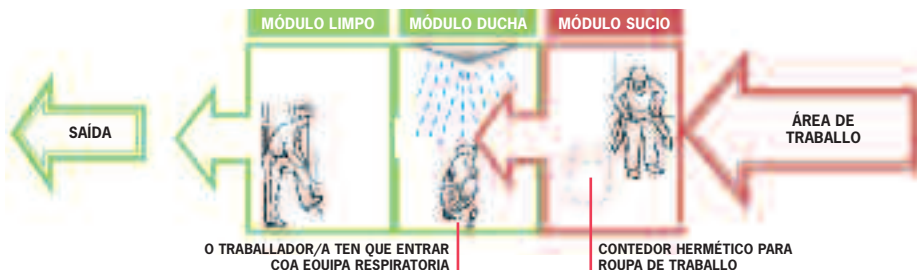 MÓDULO LIMPO
MÓDULO DUCHA
MÓDULO SUCIO
SAÍDA
ÁREA DE
TRABALLO
O TRABALLADOR/A TEN QUE ENTRAR
COA EQUIPA RESPIRATORIA
CONTEDOR HERMÉTICO PARA
ROUPA DE TRABALLO